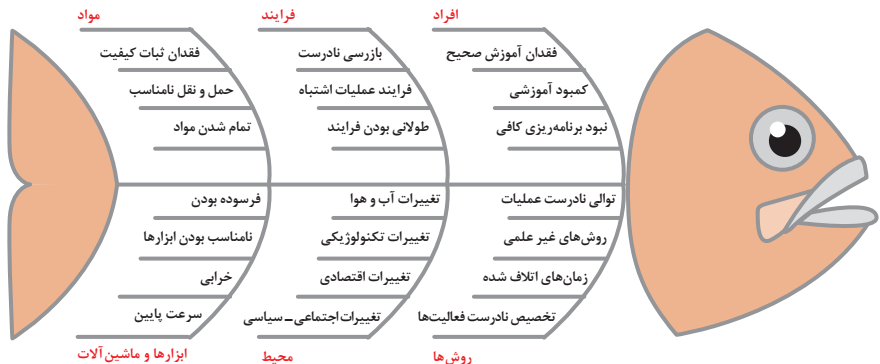 افراد
فقدان آموزش صحیح
کمبود آموزشی
نبود برنامه‌ریزی کافی
فرایند
بازرسی نادرست
فرایند عملیات اشتباه
طولانی بودن فرایند
مواد
فقدان ثبات کیفیت
حمل و نقل نامناسب
تمام شدن مواد
توالی نادرست عملیات
روش‌های غیر علمی
زمان‌های اتلاف شده
تخصیص نادرست فعالیت‌ها
روش‌ها
تغییرات آب و هوا
تغییرات تکنولوژیکی
تغییرات اقتصادی
تغییرات اجتماعی ـ سیاسی
محیط
فرسوده بودن
نامناسب بودن ابزارها
خرابی
سرعت پایین
ابزارها و ماشین‌آلات